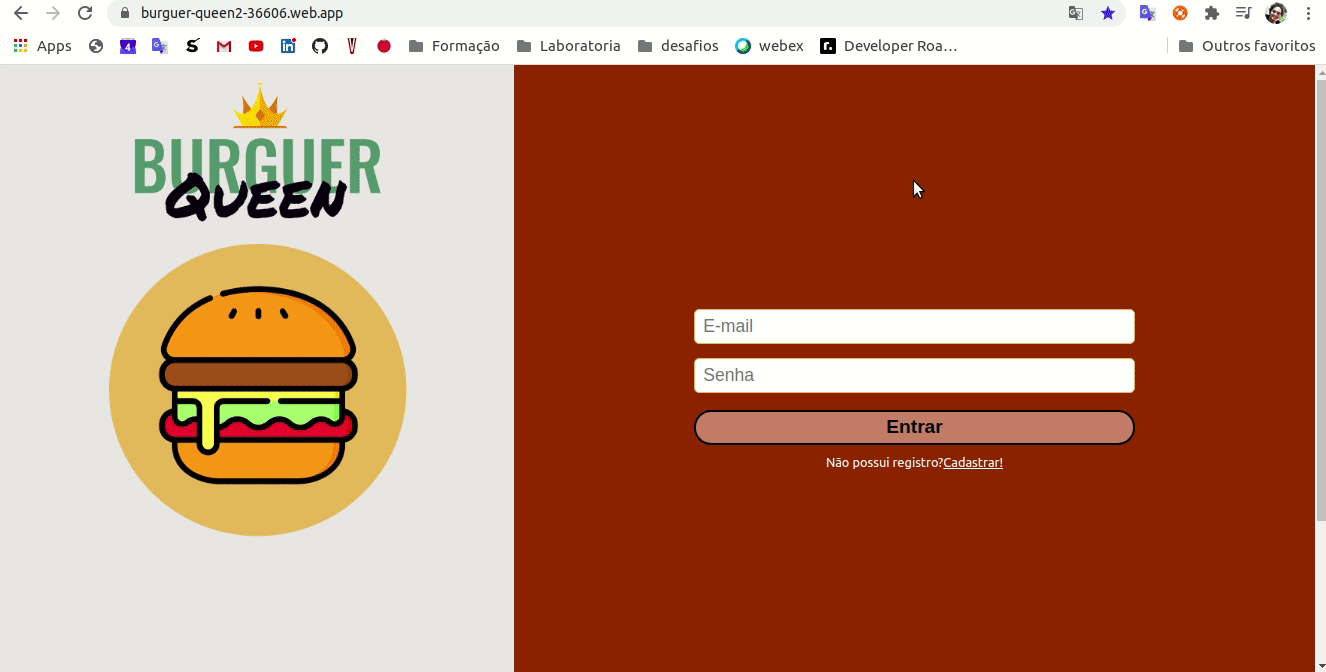 burguer-queen2-36606.web.app
Apps
4
Formação
Laboratoria
desafios
webex
r.
Developer Roa...
Outros favoritos
BURGUER
QUEEN
E-mail
Senha
Entrar
Não possui registro?Cadastrar!